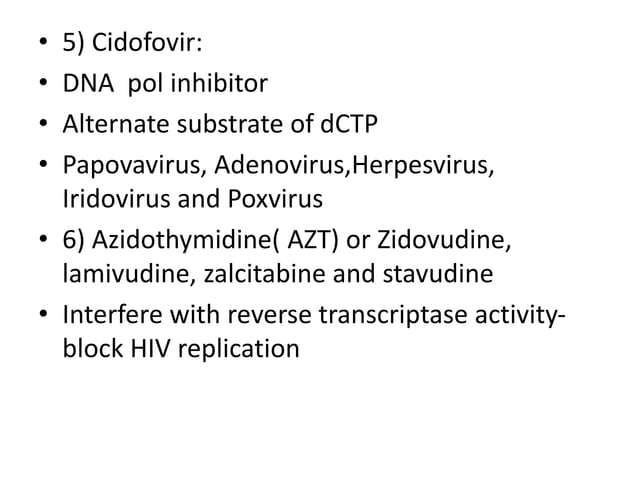 • 5) Cidofovir:
• DNA  pol inhibitor
• Alternate substrate of dCTP
• Papovavirus, Adenovirus,Herpesvirus,
Iridovirus and Poxvirus
• 6) Azidothymidine( AZT) or Zidovudine,
lamivudine, zalcitabine and stavudine
• Interfere with reverse transcriptase activity-
block HIV replication